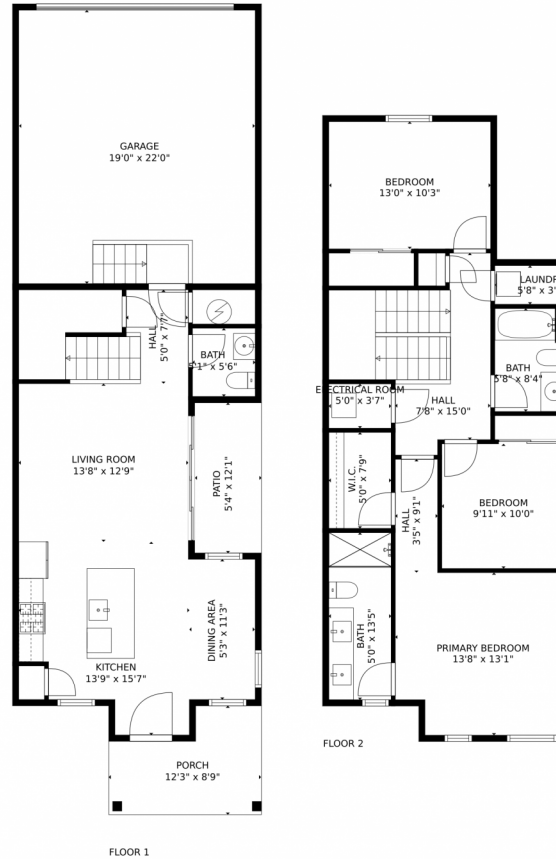 GARAGE
19'0" x 22'0"
HALL
5'0" x 7'7"
BATH
5'1" x 5'6"
LIVING ROOM
13'8" x 12'9"
PATIO
5'4" x 12'1"
DINING AREA
5'3" x 11'3"
KITCHEN
13'9" x 15'7"
PORCH
12'3" x 8'9"
FLOOR 1
BEDROOM
13'0" x 10'3"
LAUNDR
5'8" x 3'
BATH
5'8" x 8'4"
ELECTRICAL ROOM
5'0" x 3'7"
HALL
7'8" x 15'0"
W.I.C.
5'0" x 7'9"
HALL
3'5" x 9'1"
BEDROOM
9'11" x 10'0"
BATH
5'0" x 13'5"
PRIMARY BEDROOM
13'8" x 13'1"
FLOOR 2